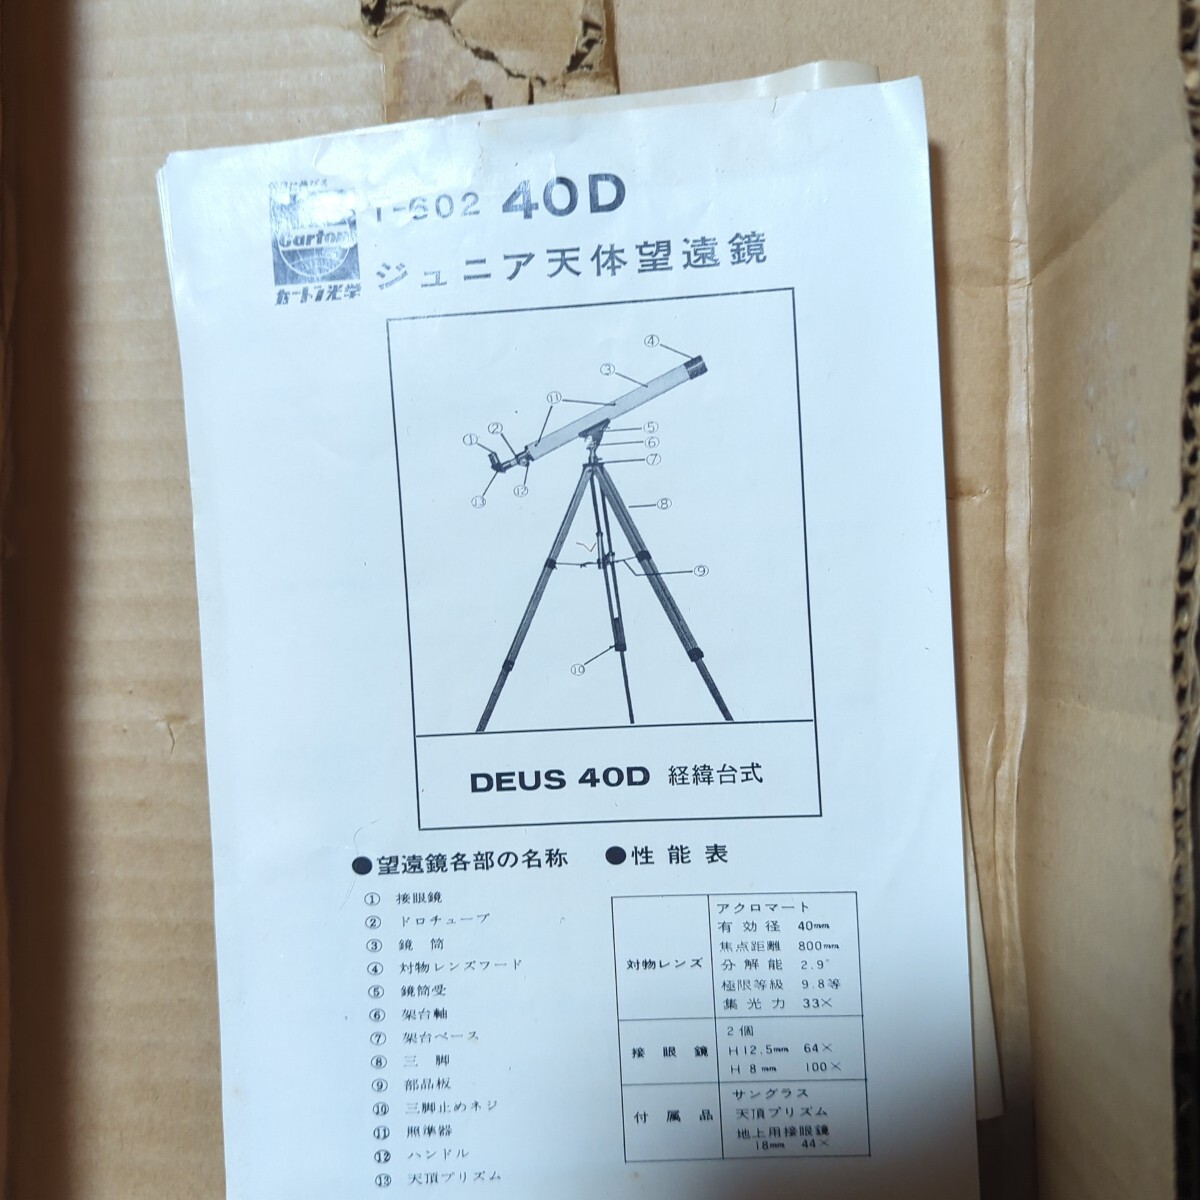 Carton
カートン光学
T-602 40D
ジュニア天体望遠鏡
④
③
⑪
②
①
⑤
⑥
⑦
⑬
⑫
⑧
⑨
⑩
DEUS 40D 経緯台式
●望遠鏡各部の名称
① 接眼鏡
② ドロチューブ
③ 鏡 筒
④ 対物レンズフード
⑤ 鏡筒受
⑥ 架台軸
⑦ 架台ベース
⑧ 三 脚
⑨ 部品板
⑩ 三脚止めネジ
⑪ 照準器
⑫ ハンドル
⑬ 天頂プリズム
●性能表
対物レンズ
アクロマート
有効径 40mm
焦点距離 800mm
分解能 2.9″
極限等級 9.8等
集光力 33×
接眼鏡
2個
H12.5mm 64×
H8mm 100×
付属品
サングラス
天頂プリズム
地上用接眼鏡
18mm 44×